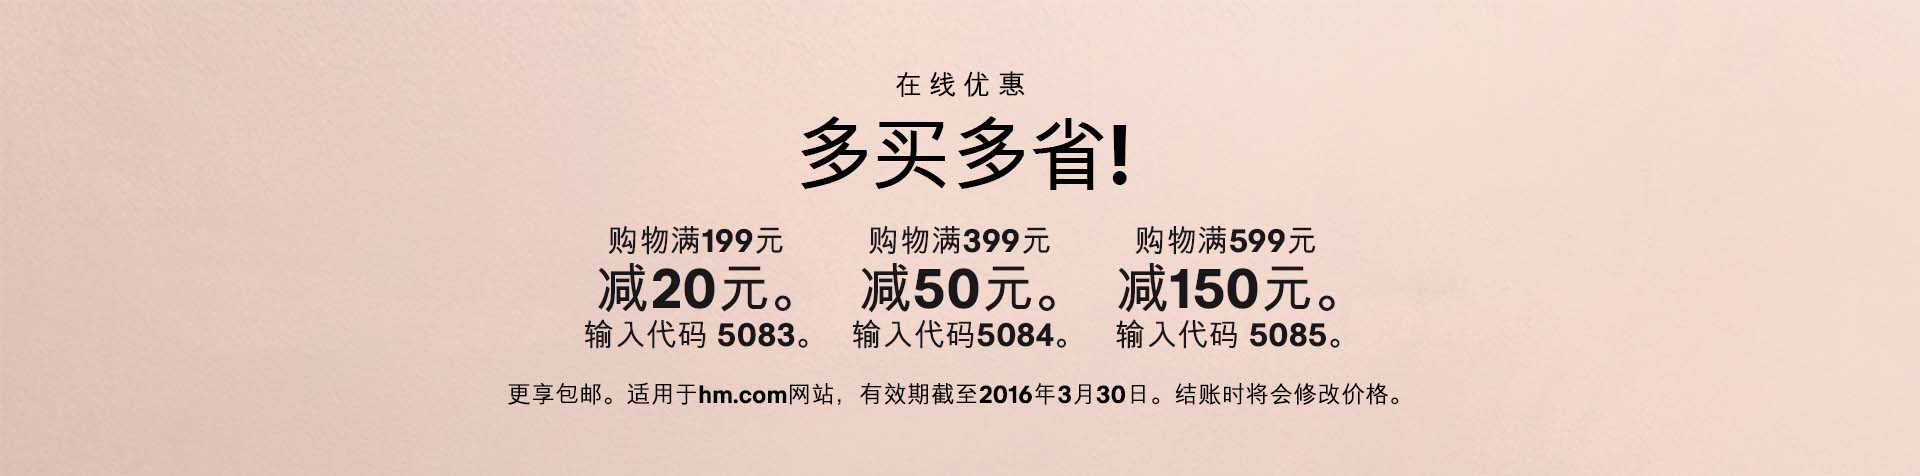 在线优惠
多买多省!
购物满199元
减20元。
输入代码 5083。
购物满399元
减50元。
输入代码5084。
购物满599元
减150元。
输入代码 5085。
更享包邮。适用于hm.com网站，有效期截至2016年3月30日。结账时将会修改价格。